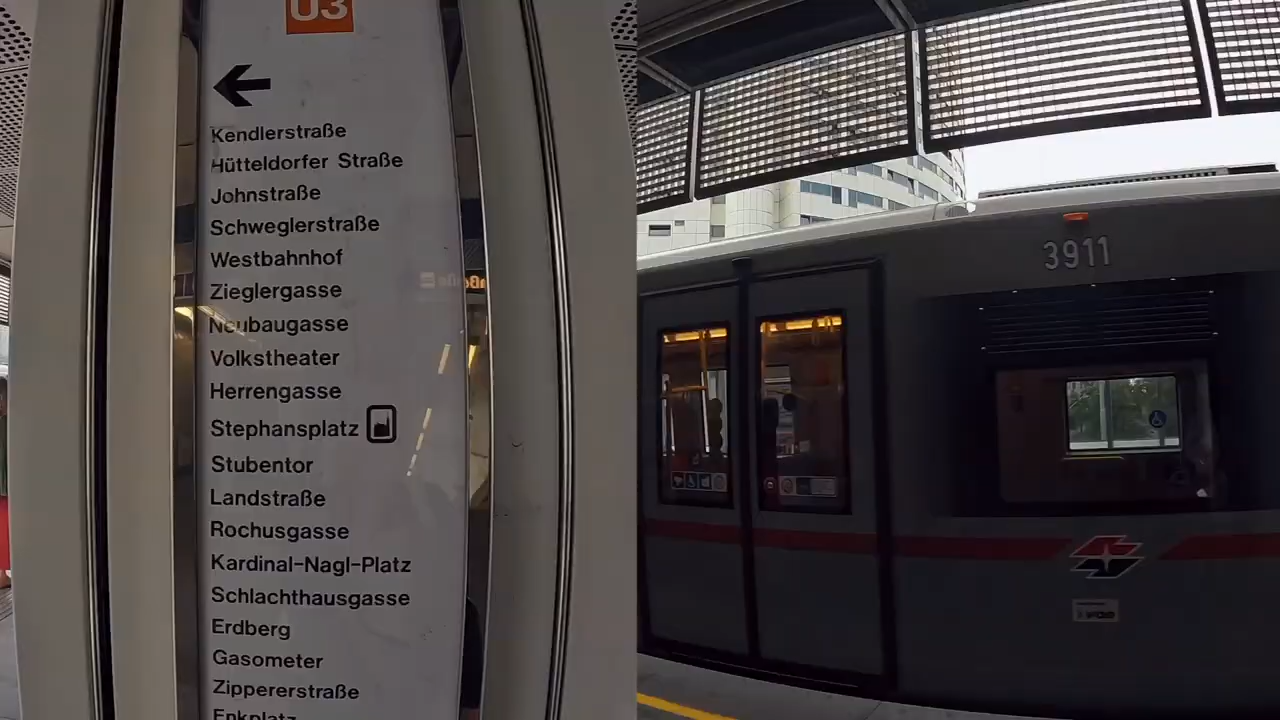 U3
Kendlerstraße
Hütteldorfer Straße
Johnstraße
Schweglerstraße
Westbahnhof
Zieglergasse
Neubaugasse
Volkstheater
Herrengasse
Stephansplatz
Stubentor
Landstraße
Rochusgasse
Kardinal-Nagl-Platz
Schlachthausgasse
Erdberg
Gasometer
Zippererstraße
Enkplatz
3911